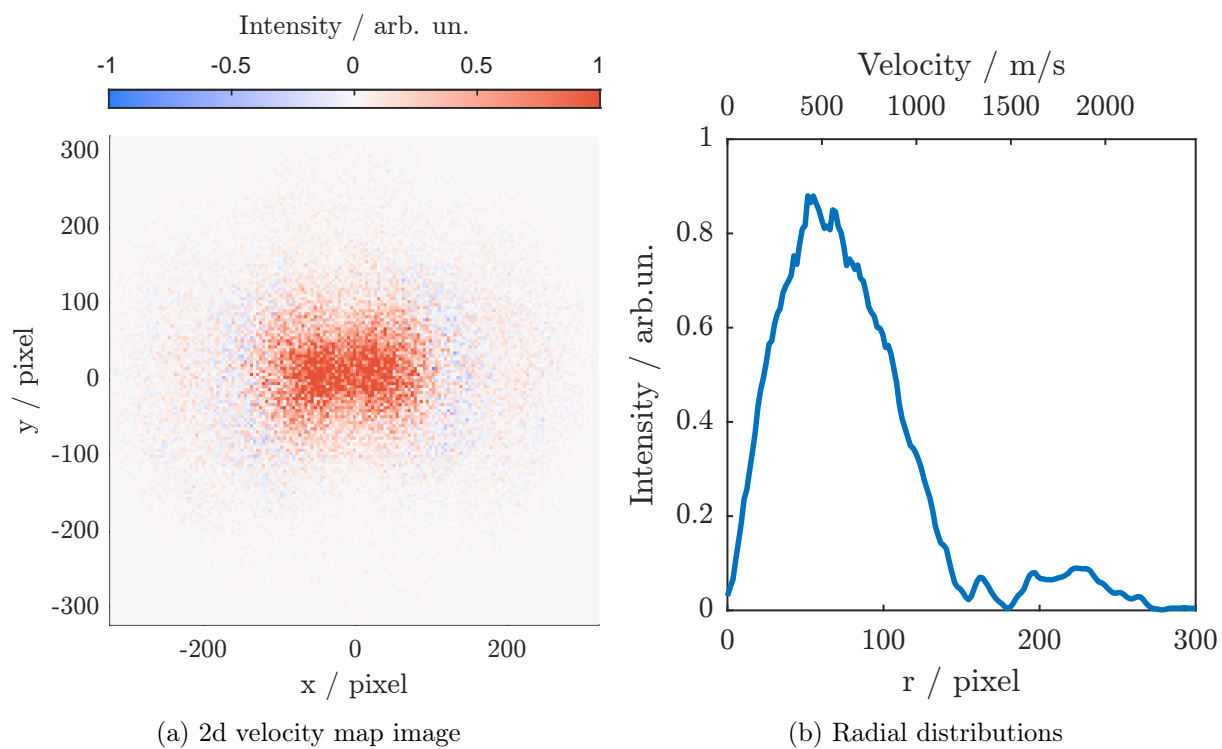 Intensity / arb. un.
-1 -0.5 0 0.5 1
300
200
100
0
-100
-200
-300
y / pixel
-200 0 200
x / pixel
(a) 2d velocity map image
Velocity / m/s
0 500 1000 1500 2000
1
0.8
0.6
0.4
0.2
0
Intensity / arb.un.
0 100 200 300
r / pixel
(b) Radial distributions